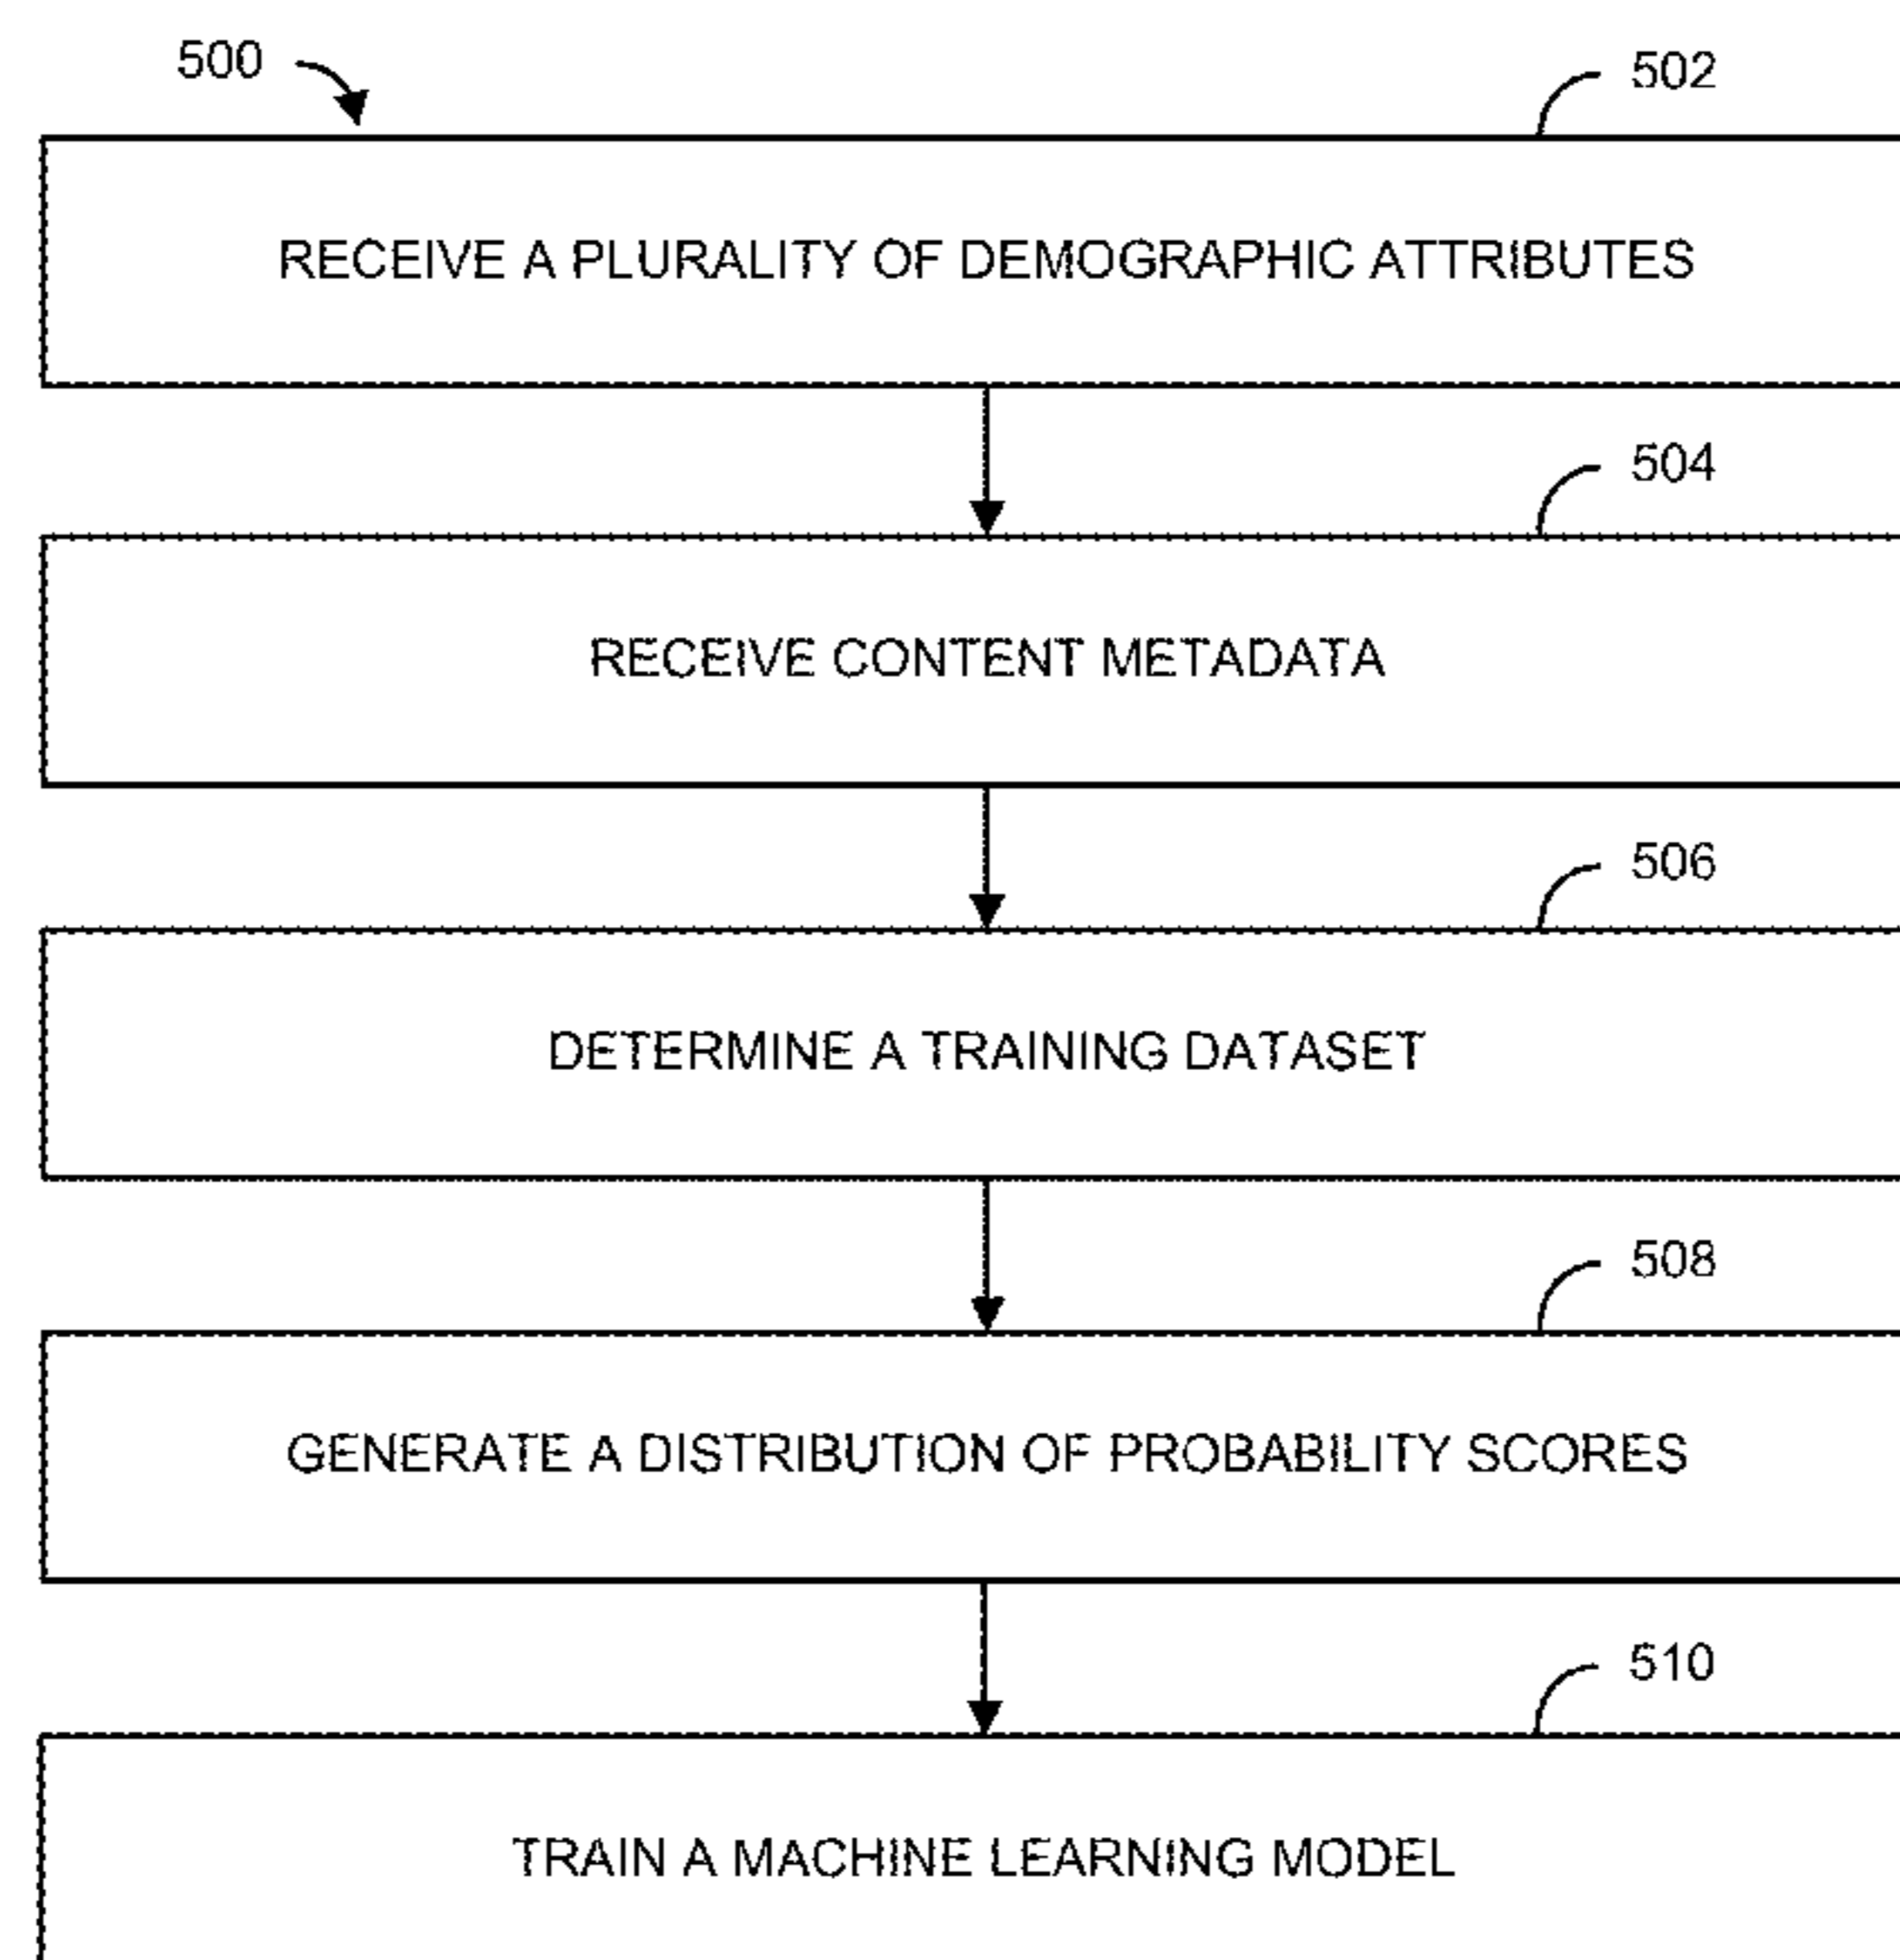 500
502
RECEIVE A PLURALITY OF DEMOGRAPHIC ATTRIBUTES
504
RECEIVE CONTENT METADATA
506
DETERMINE A TRAINING DATASET
508
GENERATE A DISTRIBUTION OF PROBABILITY SCORES
510
TRAIN A MACHINE LEARNING MODEL